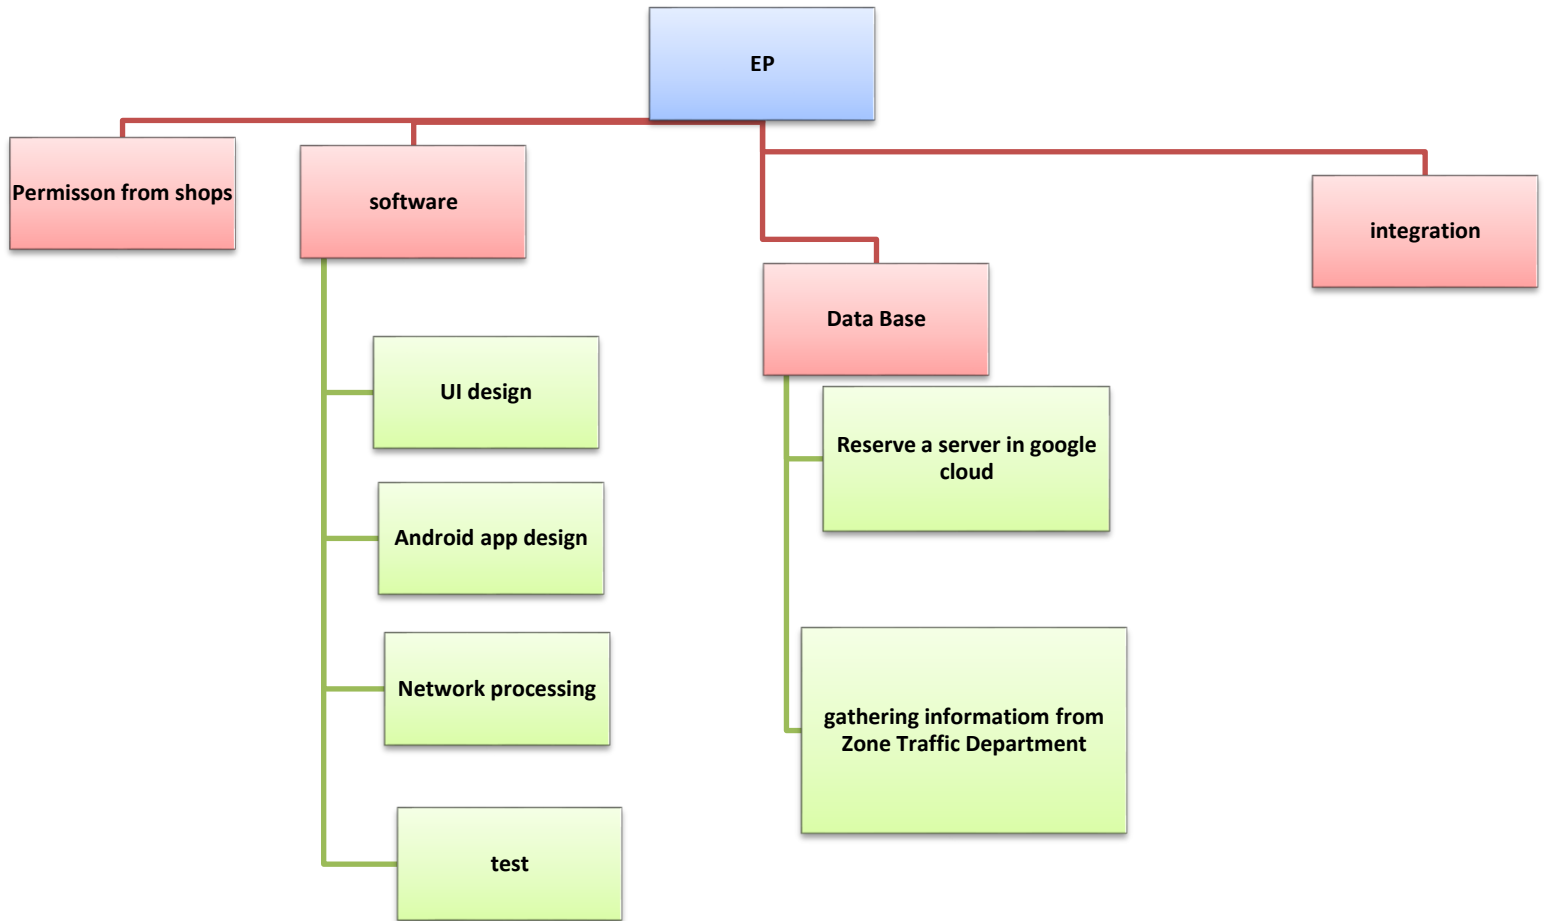 EP
Permisson from shops
software
integration
Data Base
UI design
Reserve a server in google
cloud
Android app design
Network processing
gathering informatiom from
Zone Traffic Department
test